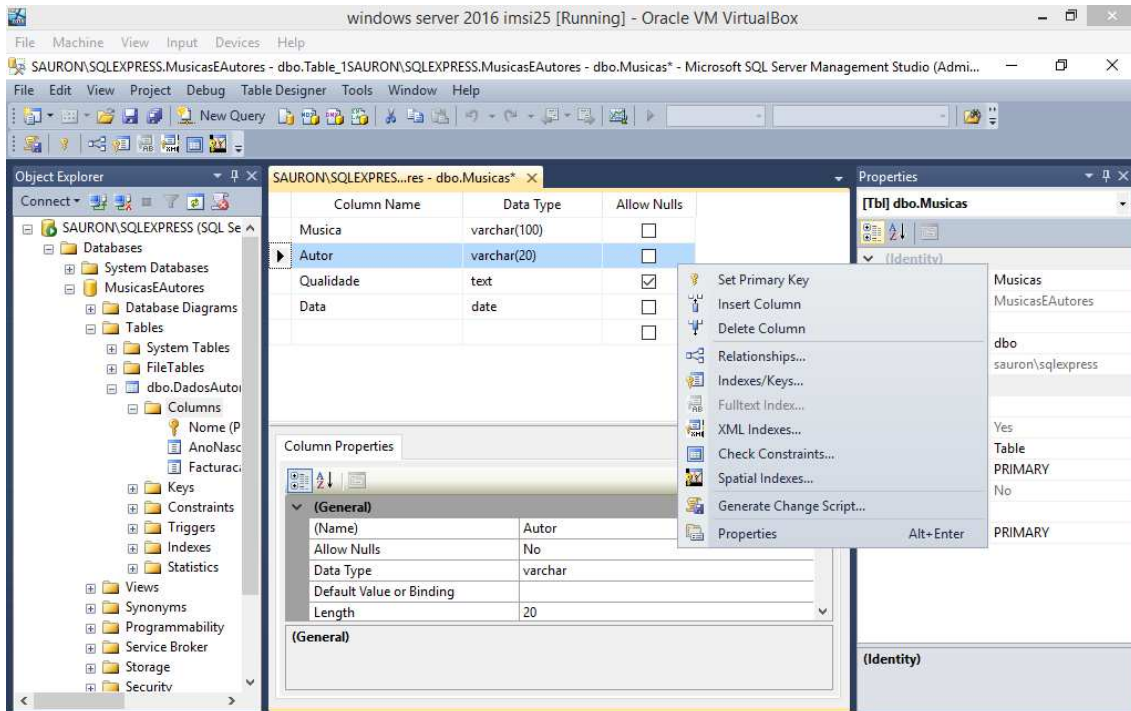 windows server 2016 imsi25 [Running] - Oracle VM VirtualBox
File Machine View Input Devices Help
SAURON\SQLEXPRESS.MusicasEAutores - dbo.Table_1SAURON\SQLEXPRESS.MusicasEAutores - dbo.Musicas* - Microsoft SQL Server Management Studio (Admi...
File Edit View Project Debug Table Designer Tools Window Help
New Query
Object Explorer
Connect
SAURON\SQLEXPRESS (SQL Se
Databases
System Databases
MusicasEAutores
Database Diagrams
Tables
System Tables
FileTables
dbo.DadosAutor
Columns
Nome (P
AnoNasc
Facturaca
Keys
Constraints
Triggers
Indexes
Statistics
Views
Synonyms
Programmability
Service Broker
Storage
Security
SAURON\SQLEXPRES...res - dbo.Musicas*
Column Name Data Type Allow Nulls
Musica varchar(100)
Autor varchar(20)
Qualidade text
Data date
Set Primary Key
Insert Column
Delete Column
Relationships...
Indexes/Keys...
Fulltext Index...
XML Indexes...
Check Constraints...
Spatial Indexes...
Generate Change Script...
Properties Alt+Enter
Column Properties
(General)
(Name) Autor
Allow Nulls No
Data Type varchar
Default Value or Binding
Length 20
(General)
Properties
[Tbl] dbo.Musicas
(Identity)
Musicas
MusicasEAutores
dbo
sauron\sqlexpress
Yes
Table
PRIMARY
No
PRIMARY
(Identity)